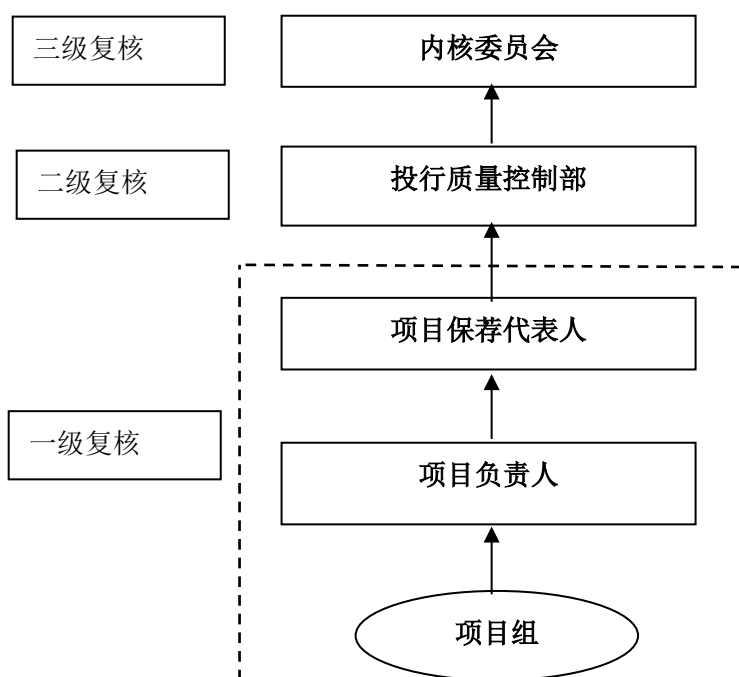 三级复核
内核委员会
二级复核
投行质量控制部
项目保荐代表人
一级复核
项目负责人
项目组